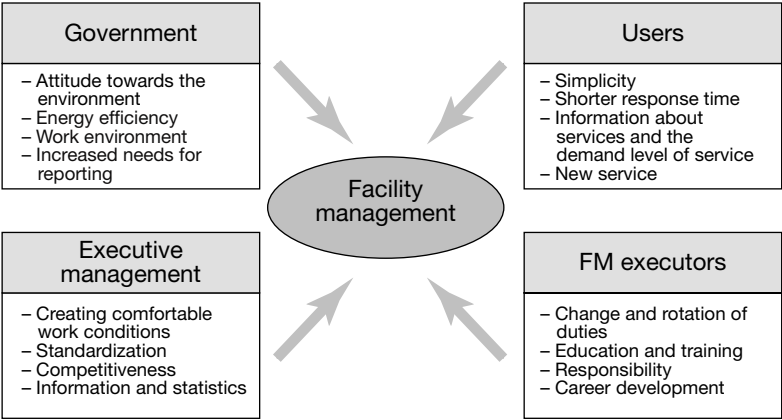 Government
– Attitude towards the
environment
– Energy efficiency
– Work environment
– Increased needs for
reporting
Users
– Simplicity
– Shorter response time
– Information about
services and the
demand level of service
– New service
Facility
management
Executive
management
– Creating comfortable
work conditions
– Standardization
– Competitiveness
– Information and statistics
FM executors
– Change and rotation of
duties
– Education and training
– Responsibility
– Career development